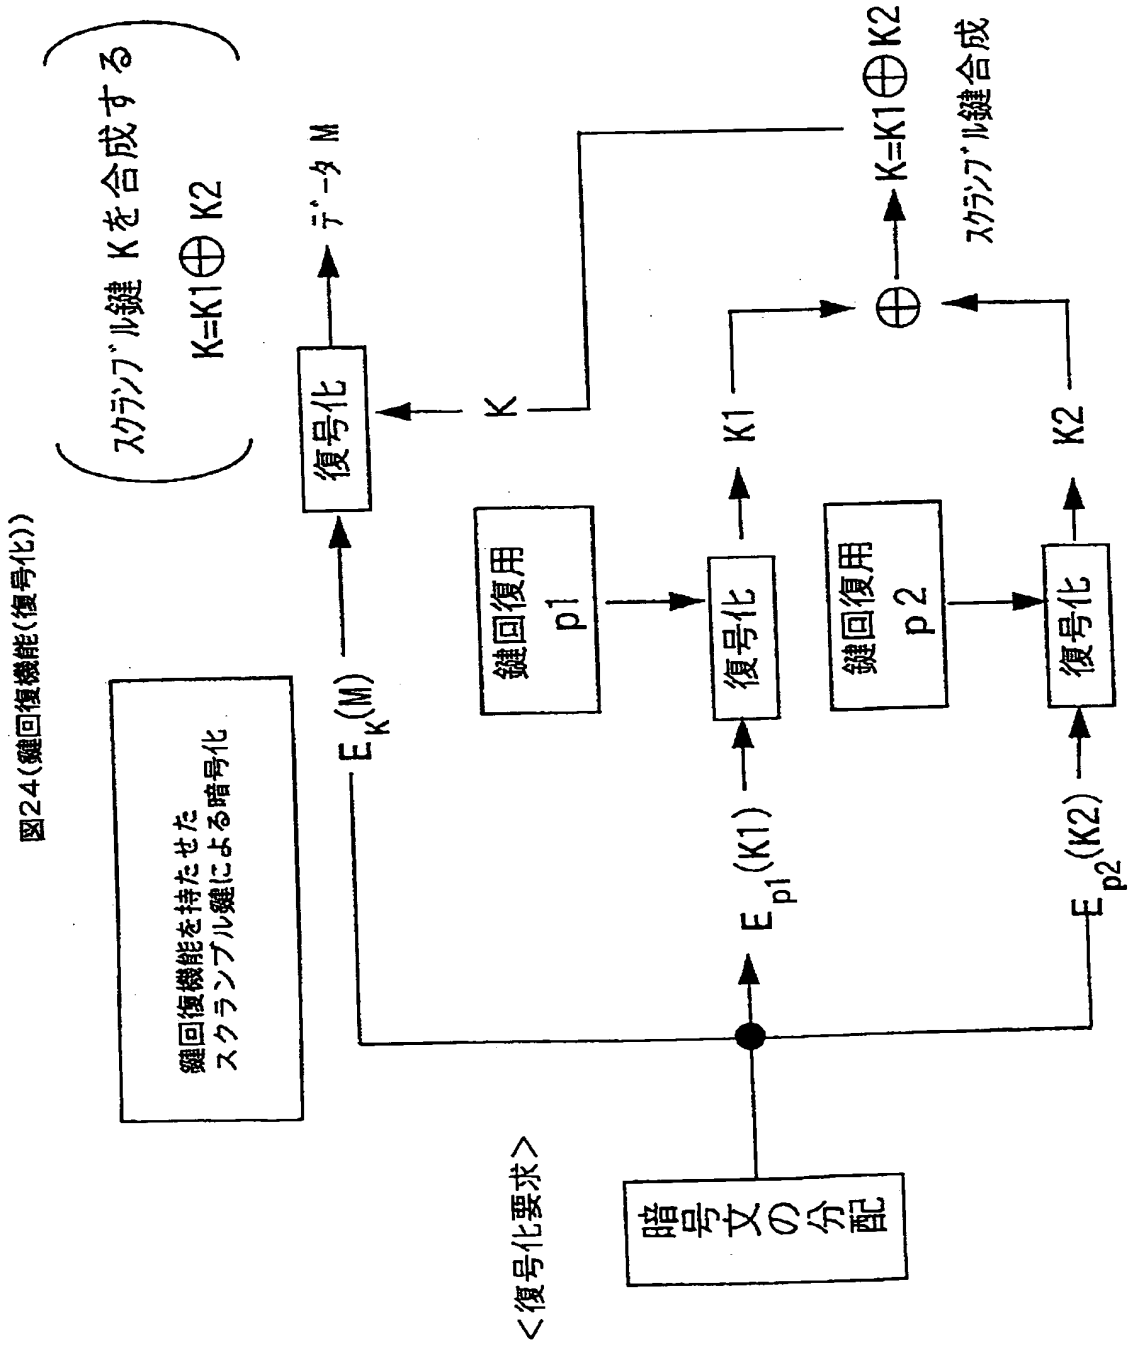 図24(鍵回復機能(復号化))
鍵回復機能を持たせた
スクランブル鍵による暗号化
スクランブル鍵 Kを合成する
K=K1⊕K2
<復号化要求>
暗号文の分配
EK(M)
復号化
データ M
K
鍵回復用
p1
Ep1(K1)
復号化
K1
鍵回復用
p2
Ep2(K2)
復号化
K2
⊕
K=K1⊕K2
スクランブル鍵合成